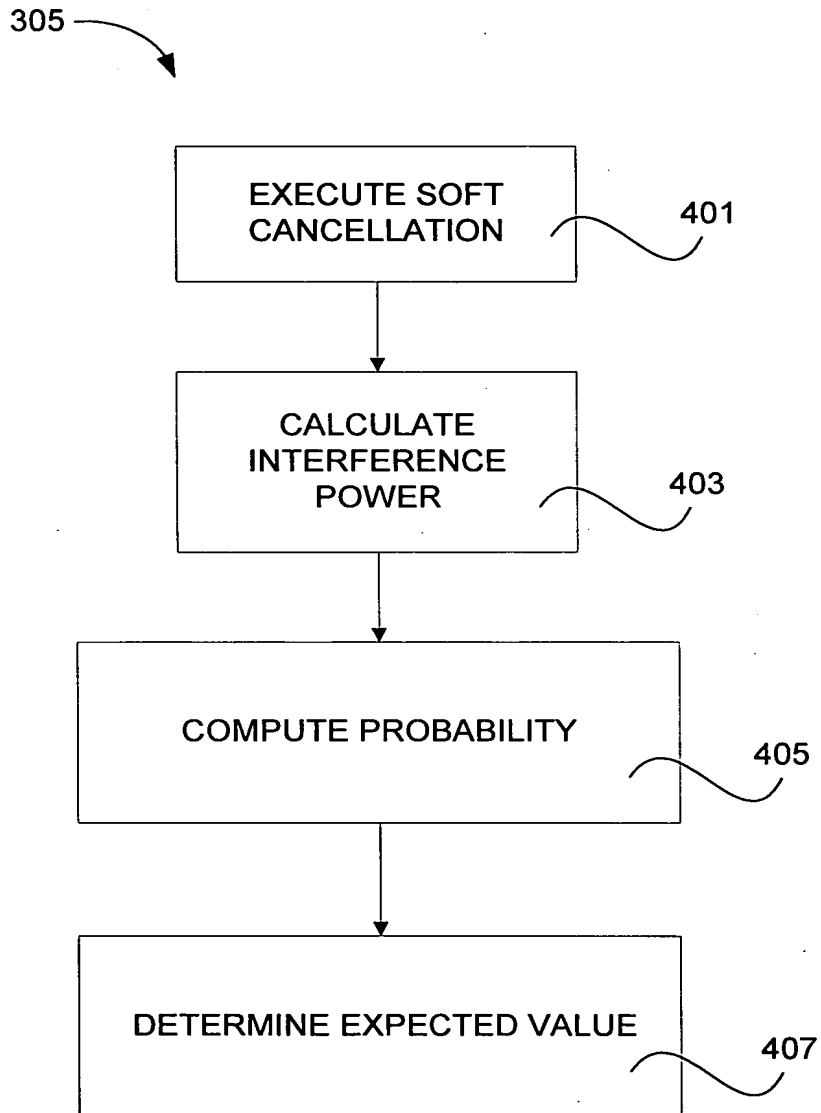 305
EXECUTE SOFT
CANCELLATION
401
CALCULATE
INTERFERENCE
POWER
403
COMPUTE PROBABILITY
405
DETERMINE EXPECTED VALUE
407